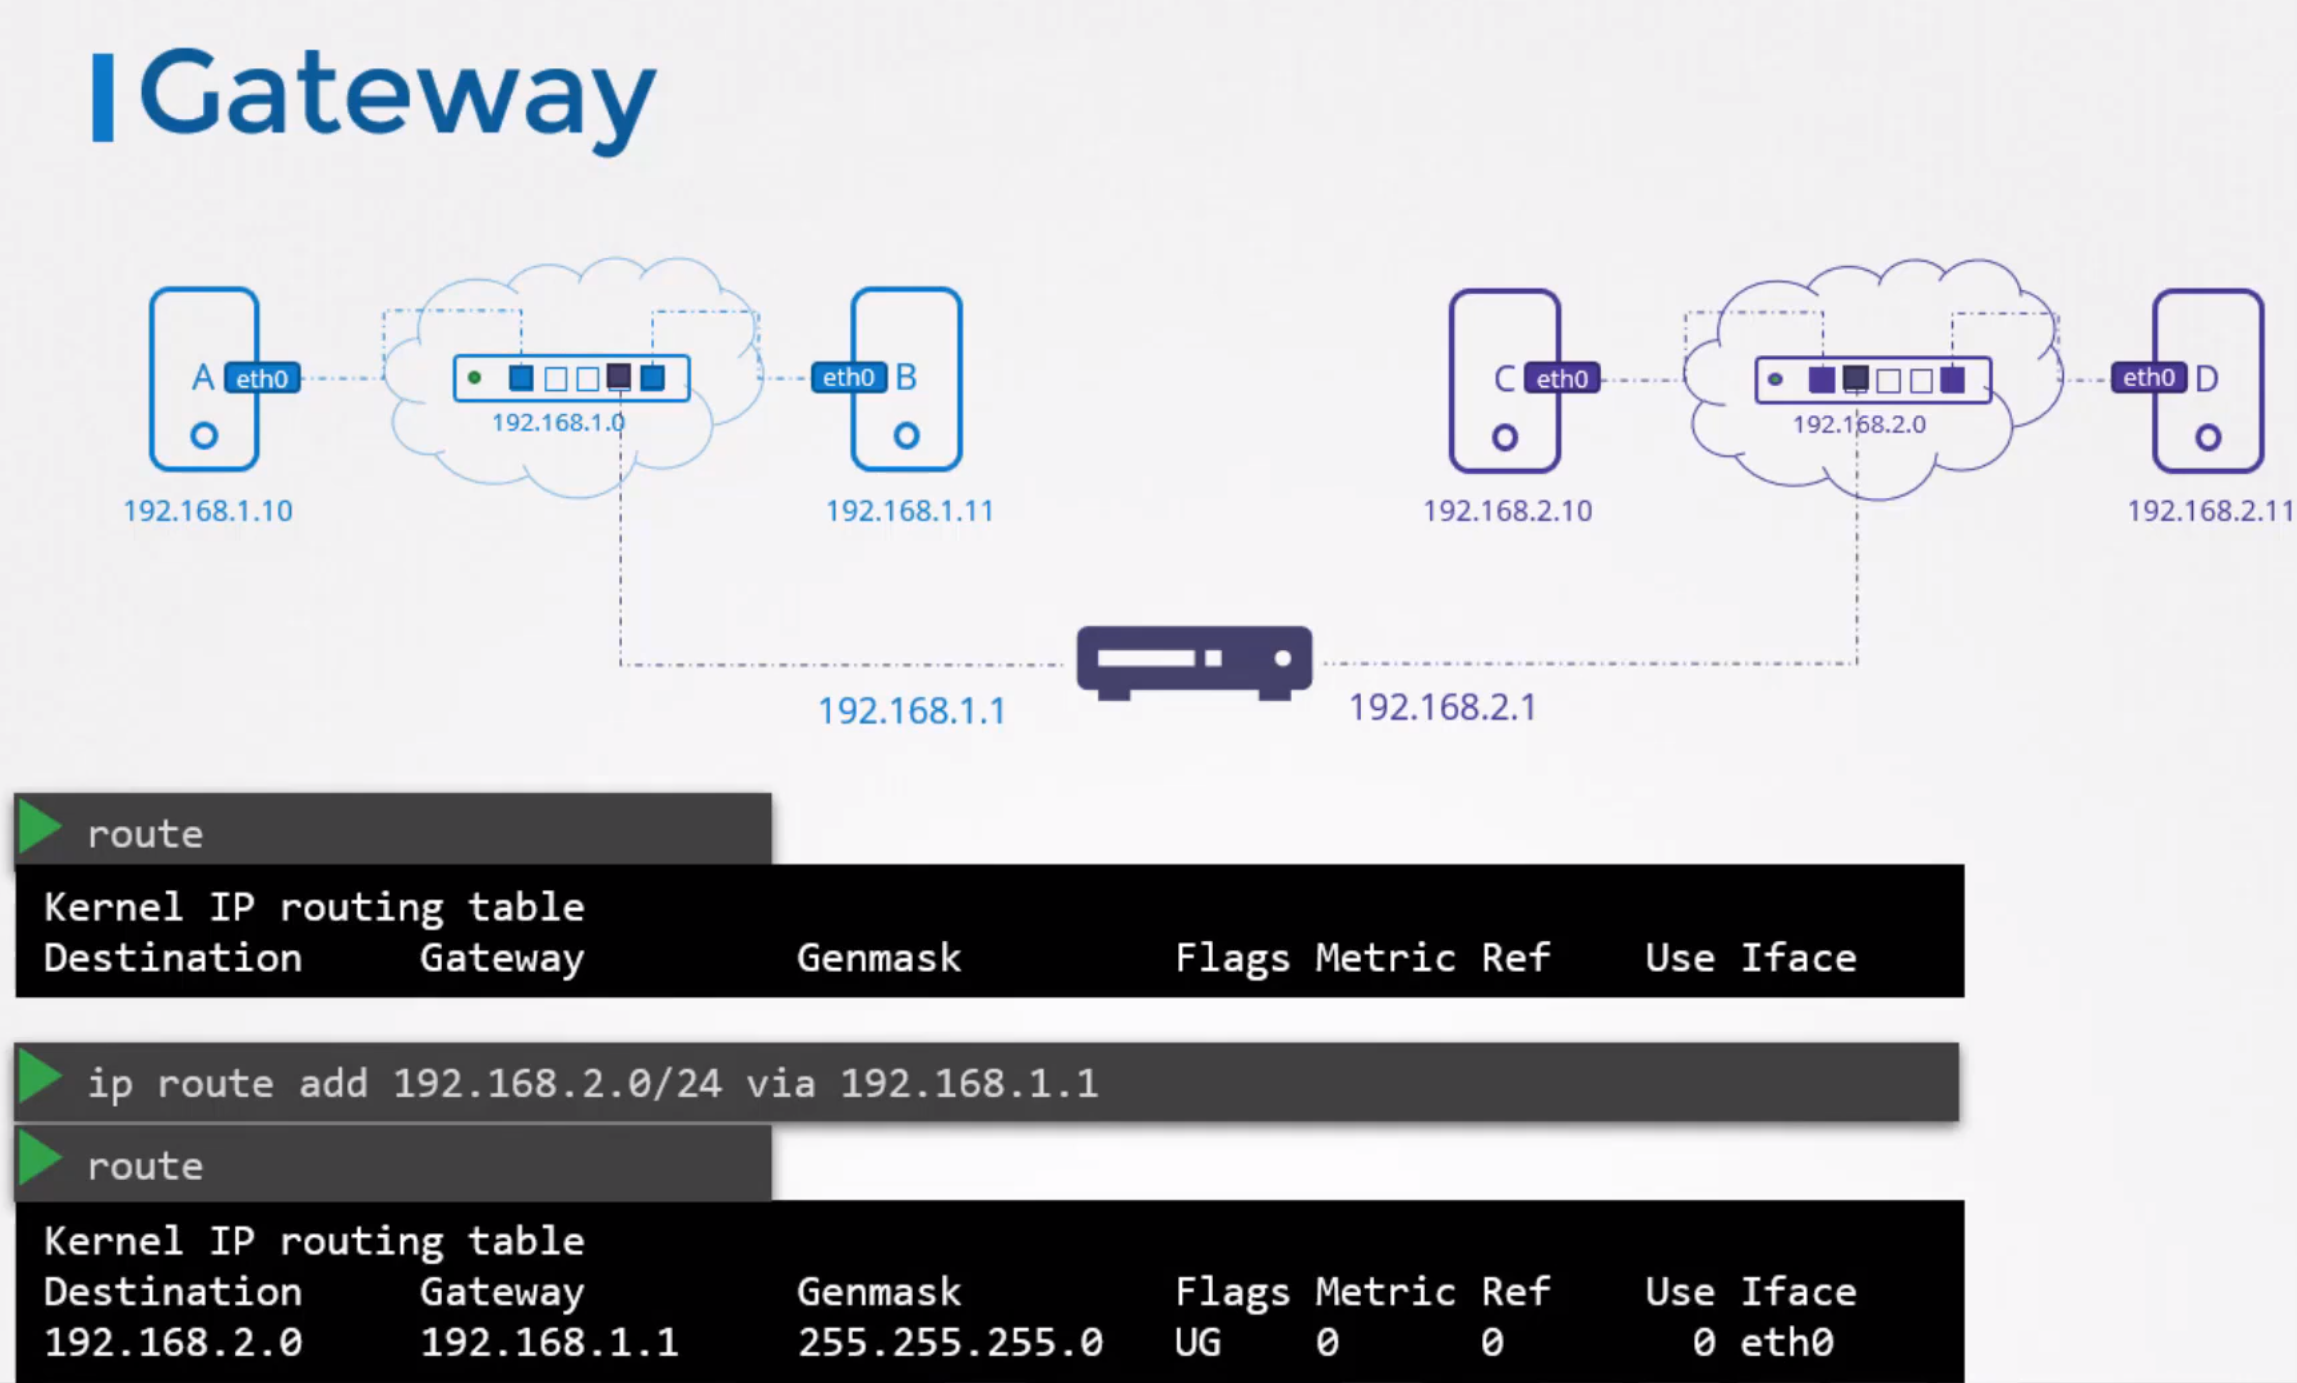 Gateway
A eth0
192.168.1.0
eth0 B
C eth0
192.168.2.0
eth0 D
192.168.1.10
192.168.1.11
192.168.2.10
192.168.2.11
192.168.1.1
192.168.2.1
route
Kernel IP routing table
Destination Gateway Genmask Flags Metric Ref Use Iface
ip route add 192.168.2.0/24 via 192.168.1.1
route
Kernel IP routing table
Destination Gateway Genmask Flags Metric Ref Use Iface
192.168.2.0 192.168.1.1 255.255.255.0 UG 0 0 0 eth0